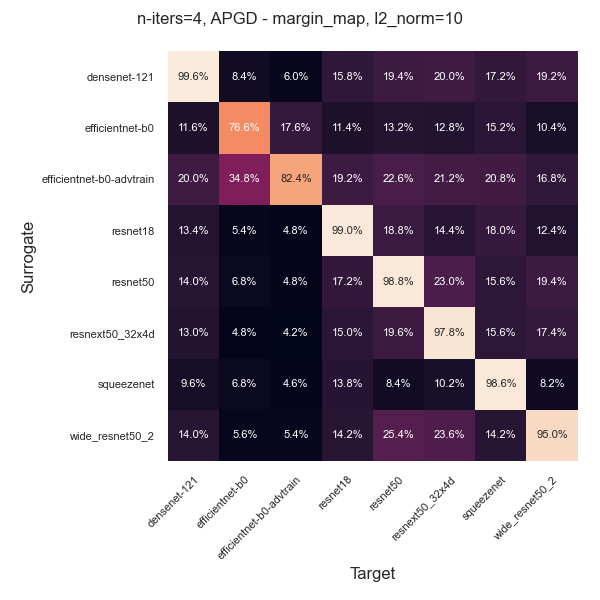 n-iters=4, APGD - margin_map, l2_norm=10
densenet-121 99.6% 8.4% 6.0% 15.8% 19.4% 20.0% 17.2% 19.2%
efficientnet-b0 11.6% 76.6% 17.6% 11.4% 13.2% 12.8% 15.2% 10.4%
efficientnet-b0-advtrain 20.0% 34.8% 82.4% 19.2% 22.6% 21.2% 20.8% 16.8%
resnet18 13.4% 5.4% 4.8% 99.0% 18.8% 14.4% 18.0% 12.4%
resnet50 14.0% 6.8% 4.8% 17.2% 98.8% 23.0% 15.6% 19.4%
resnext50_32x4d 13.0% 4.8% 4.2% 15.0% 19.6% 97.8% 15.6% 17.4%
squeezenet 9.6% 6.8% 4.6% 13.8% 8.4% 10.2% 98.6% 8.2%
wide_resnet50_2 14.0% 5.6% 5.4% 14.2% 25.4% 23.6% 14.2% 95.0%
Surrogate
densenet-121
efficientnet-b0
efficientnet-b0-advtrain
resnet18
resnet50
resnext50_32x4d
squeezenet
wide_resnet50_2
Target